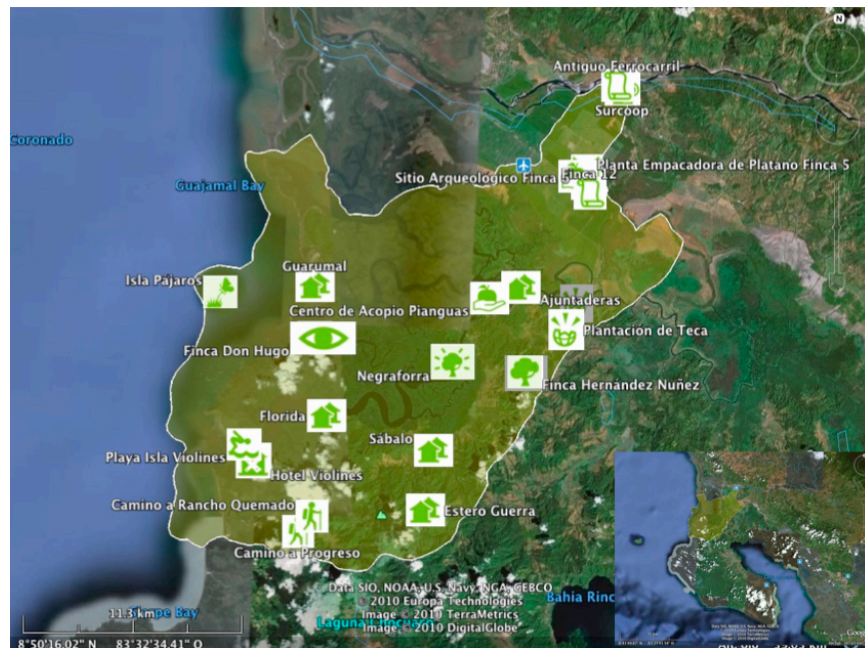 N
Antiguo Ferrocarril
Surcoop
Coronado
Planta Empacadora de Platano Finca 5
Sitio Arqueologico Finca
Finca 12
Guajamal Bay
Isla Pájaros
Guarumal
Centro de Acopio Pianguas
Ajuntaderas
Plantación de Teca
Finca Don Hugo
Negraforra
Finca Hernández Nuñez
Florida
Sábalo
Playa Isla Violines
Hotel Violines
Camino a Rancho Quemado
Estero Guerra
Camino a Progreso
Data SIO, NOAA, U.S. Navy, NGA, GEBCO
© 2010 Europa Technologies
Image © 2010 TerraMetrics
Image © 2010 DigitalGlobe
11.3 km
Bay
Bahia Rinc
Laguna
8°50'16.02" N 83°32'34.41" O